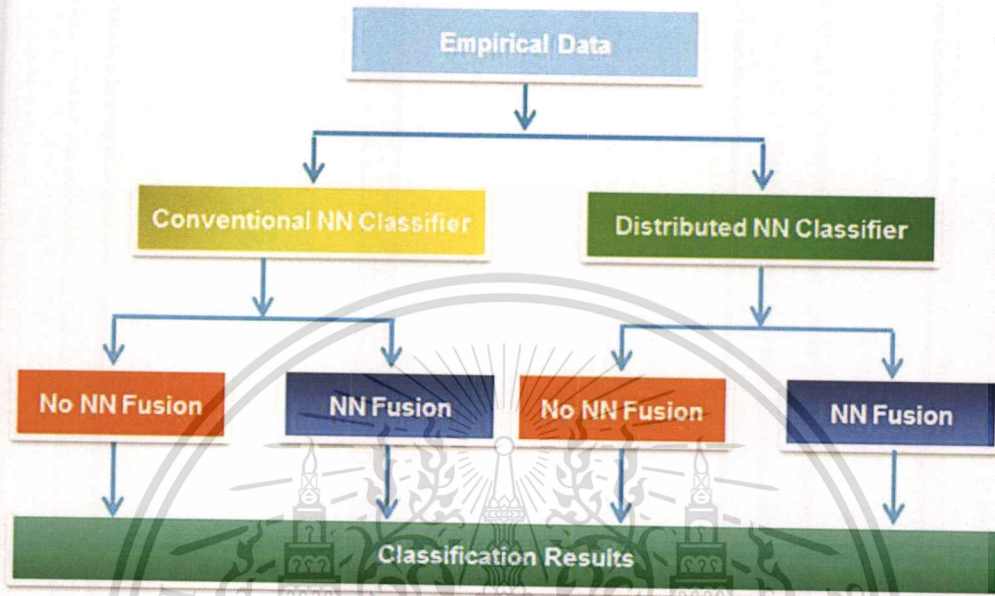 Empirical Data
Conventional NN Classifier
Distributed NN Classifier
No NN Fusion
NN Fusion
No NN Fusion
NN Fusion
Classification Results